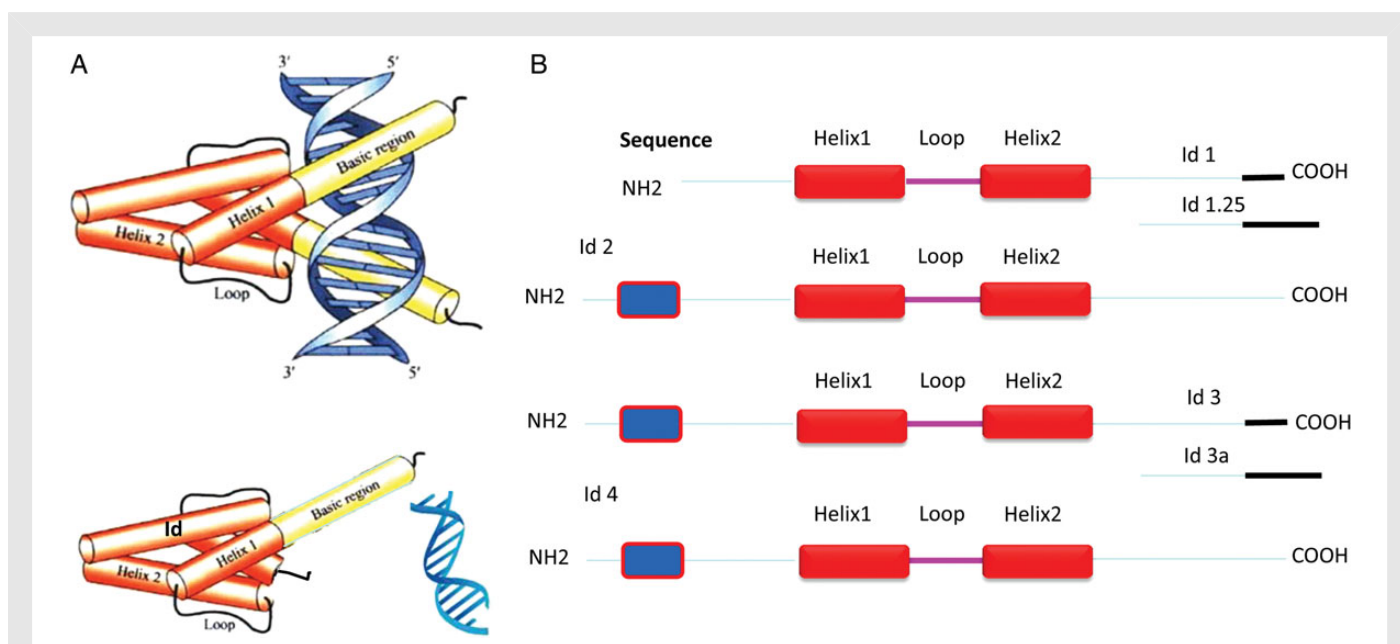 A
3' 5'
Basic region
Helix 1
Helix 2
Loop
3' 5'
Basic region
Id
Helix 1
Helix 2
Loop
B
Sequence
Helix1 Loop Helix2
NH2
Id 1
COOH
Id 1.25
Id 2
Helix1 Loop Helix2
NH2 COOH
Helix1 Loop Helix2
NH2
Id 3
COOH
Id 3a
Id 4
Helix1 Loop Helix2
NH2 COOH